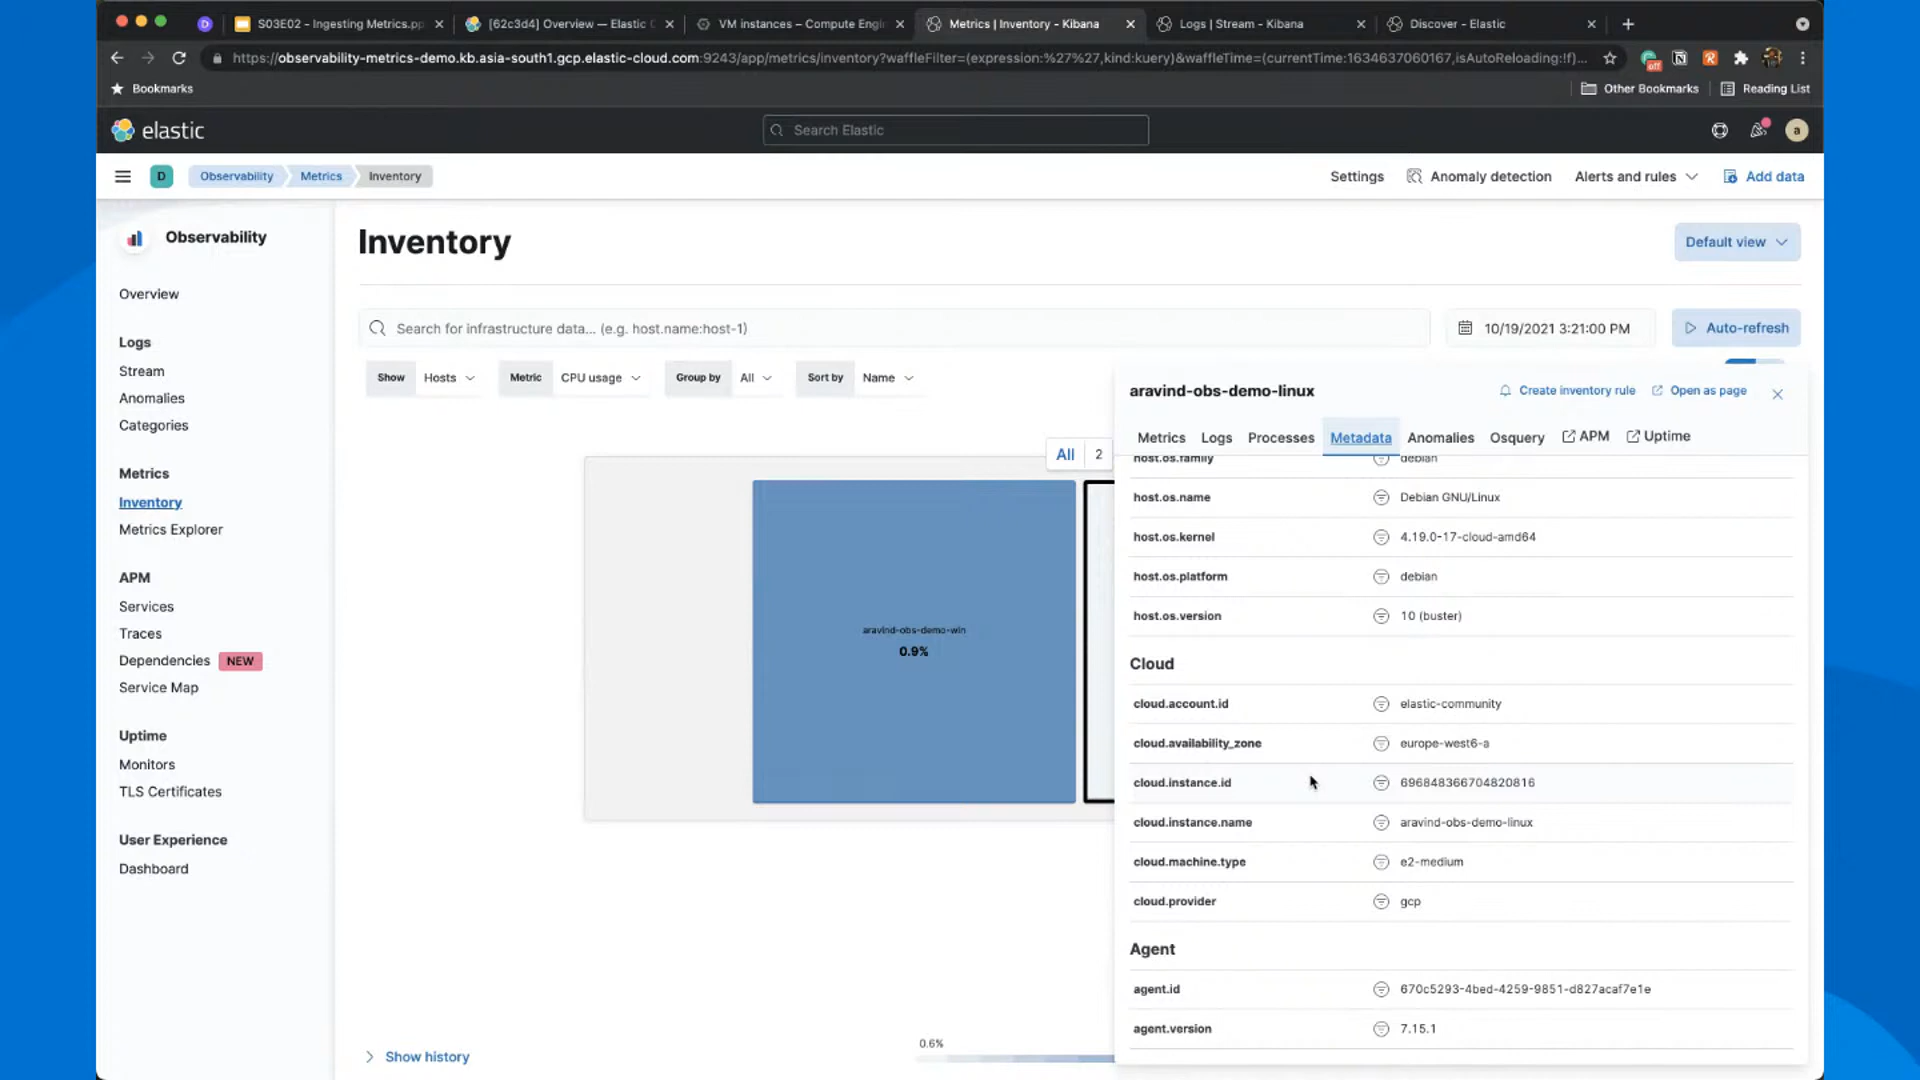 S03E02 - Ingesting Metrics.pp
[62c3d4] Overview — Elastic C
VM instances – Compute Engi
Metrics | Inventory - Kibana
Logs | Stream - Kibana
Discover - Elastic
https://observability-metrics-demo.kb.asia-south1.gcp.elastic-cloud.com:9243/app/metrics/inventory?waffleFilter=(expression:%27%27,kind:kuery)&waffleTime=(currentTime:1634637060167,isAutoReloading:!f)...
off
Bookmarks
Other Bookmarks
Reading List
elastic
Search Elastic
a
D
Observability
Metrics
Inventory
Settings
Anomaly detection
Alerts and rules
Add data
Observability
Overview
Logs
Stream
Anomalies
Categories
Metrics
Inventory
Metrics Explorer
APM
Services
Traces
Dependencies NEW
Service Map
Uptime
Monitors
TLS Certificates
User Experience
Dashboard
Inventory
Default view
Search for infrastructure data... (e.g. host.name:host-1)
10/19/2021 3:21:00 PM
Auto-refresh
Show Hosts
Metric CPU usage
Group by All
Sort by Name
All 2
aravind-obs-demo-win
0.9%
Show history
0.6%
aravind-obs-demo-linux
Create inventory rule
Open as page
Metrics
Logs
Processes
Metadata
Anomalies
Osquery
APM
Uptime
host.os.family debian
host.os.name Debian GNU/Linux
host.os.kernel 4.19.0-17-cloud-amd64
host.os.platform debian
host.os.version 10 (buster)
Cloud
cloud.account.id elastic-community
cloud.availability_zone europe-west6-a
cloud.instance.id 696848366704820816
cloud.instance.name aravind-obs-demo-linux
cloud.machine.type e2-medium
cloud.provider gcp
Agent
agent.id 670c5293-4bed-4259-9851-d827acaf7e1e
agent.version 7.15.1